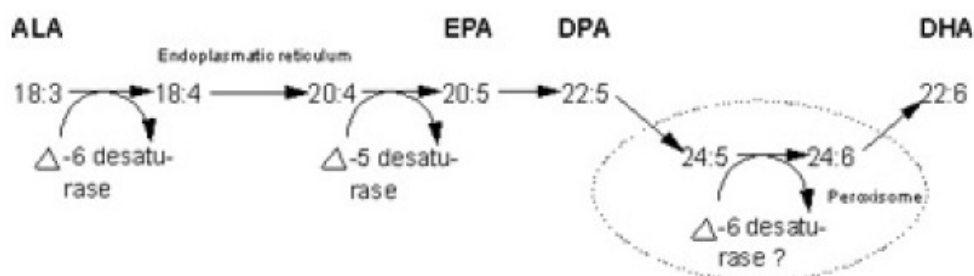 ALA EPA DPA DHA
Endoplasmatic reticulum
18:3 18:4 20:4 20:5 22:5 22:6
△-6 desatu-
rase
△-5 desatu-
rase
24:5 24:6
Peroxisome
△-6 desatu-
rase ?